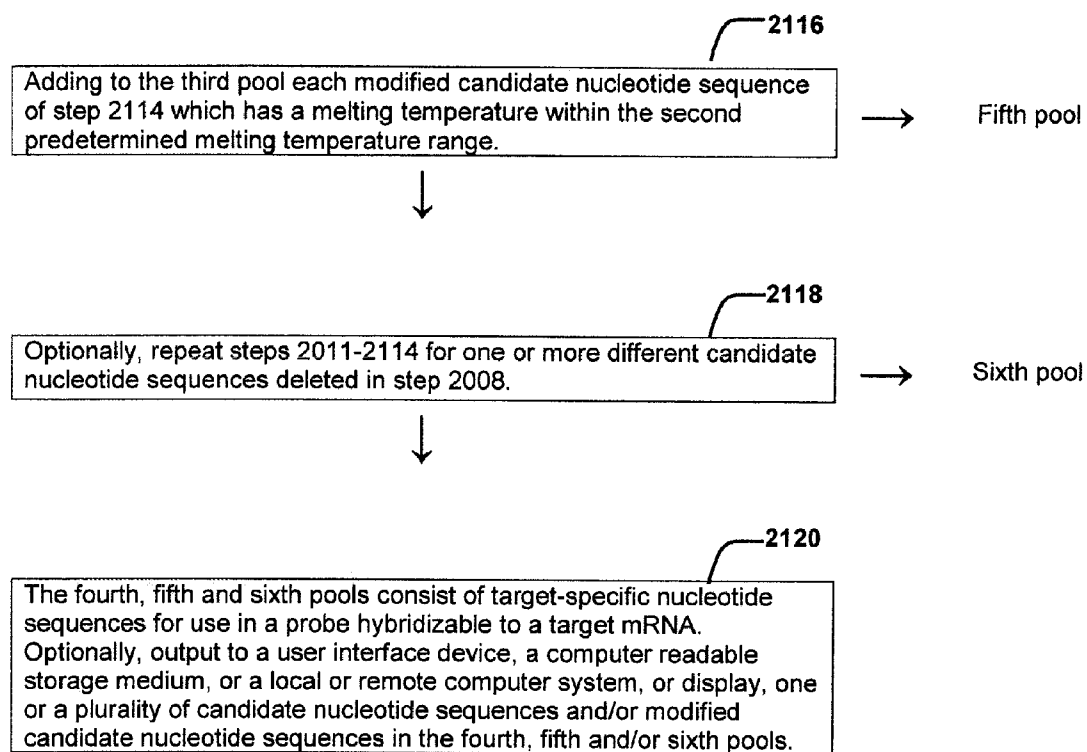 2116
Adding to the third pool each modified candidate nucleotide sequence
of step 2114 which has a melting temperature within the second
predetermined melting temperature range.
Fifth pool
2118
Optionally, repeat steps 2011-2114 for one or more different candidate
nucleotide sequences deleted in step 2008.
Sixth pool
2120
The fourth, fifth and sixth pools consist of target-specific nucleotide
sequences for use in a probe hybridizable to a target mRNA.
Optionally, output to a user interface device, a computer readable
storage medium, or a local or remote computer system, or display, one
or a plurality of candidate nucleotide sequences and/or modified
candidate nucleotide sequences in the fourth, fifth and/or sixth pools.